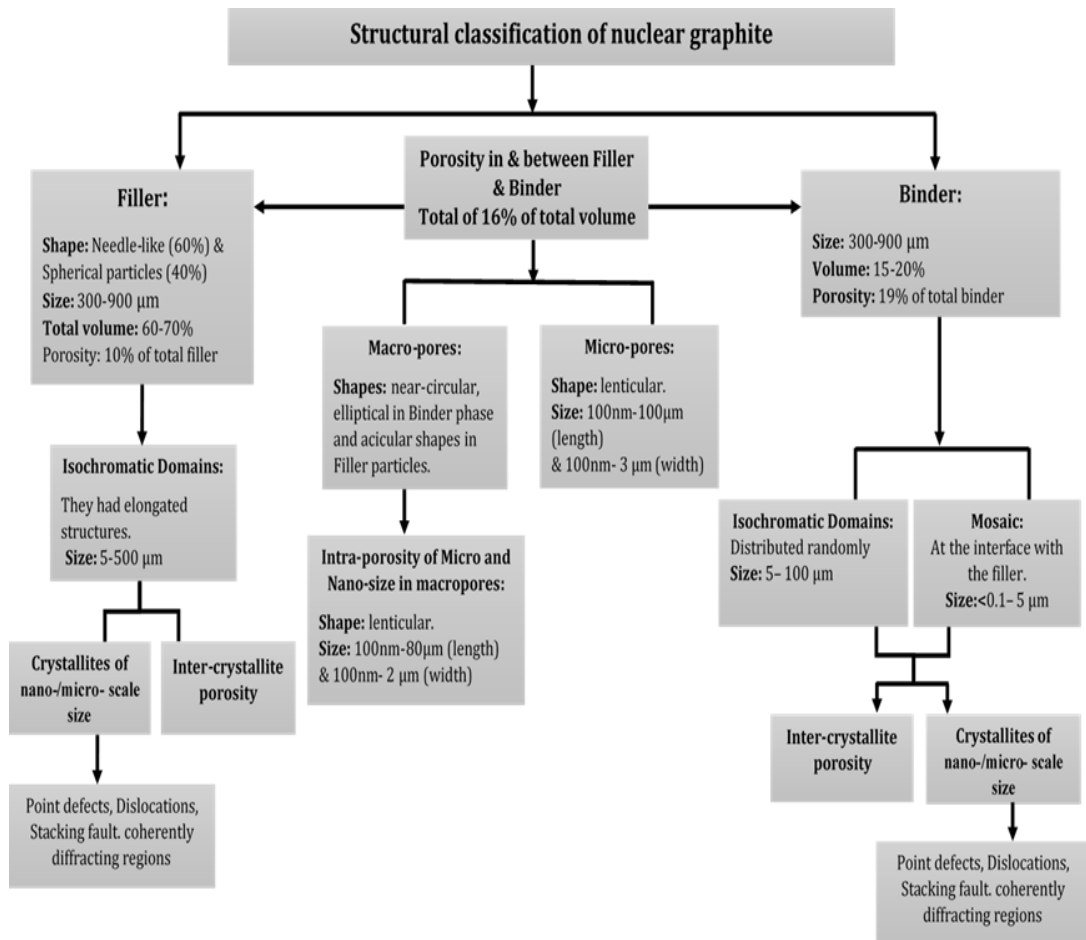 Structural classification of nuclear graphite
Filler:
Shape: Needle-like (60%) &
Spherical particles (40%)
Size: 300-900 μm
Total volume: 60-70%
Porosity: 10% of total filler
Porosity in & between Filler
& Binder
Total of 16% of total volume
Binder:
Size: 300-900 μm
Volume: 15-20%
Porosity: 19% of total binder
Macro-pores:
Shapes: near-circular,
elliptical in Binder phase
and acicular shapes in
Filler particles.
Micro-pores:
Shape: lenticular.
Size: 100nm-100μm
(length)
& 100nm- 3 μm (width)
Isochromatic Domains:
They had elongated
structures.
Size: 5-500 μm
Intra-porosity of Micro and
Nano-size in macropores:
Shape: lenticular.
Size: 100nm-80μm (length)
& 100nm- 2 μm (width)
Isochromatic Domains:
Distributed randomly
Size: 5– 100 μm
Mosaic:
At the interface with
the filler.
Size:<0.1– 5 μm
Crystallites of
nano-/micro- scale
size
Inter-crystallite
porosity
Inter-crystallite
porosity
Crystallites of
nano-/micro- scale
size
Point defects, Dislocations,
Stacking fault. coherently
diffracting regions
Point defects, Dislocations,
Stacking fault. coherently
diffracting regions